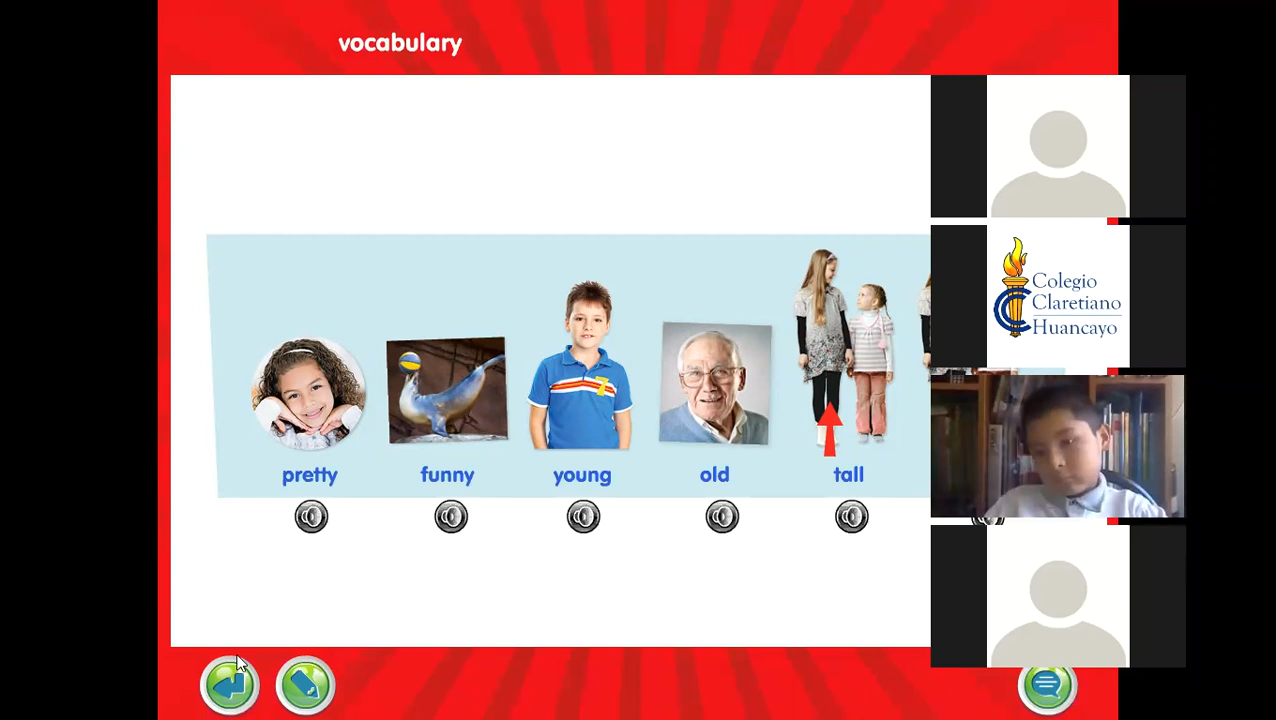 vocabulary
pretty
funny
young
old
tall
Colegio
Claretiano
Huancayo